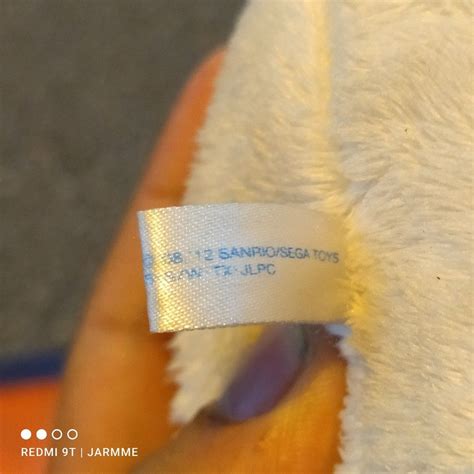 '12 SANRIO/SEGA TOYS
TX JLPC
REDMI 9T | JARMME